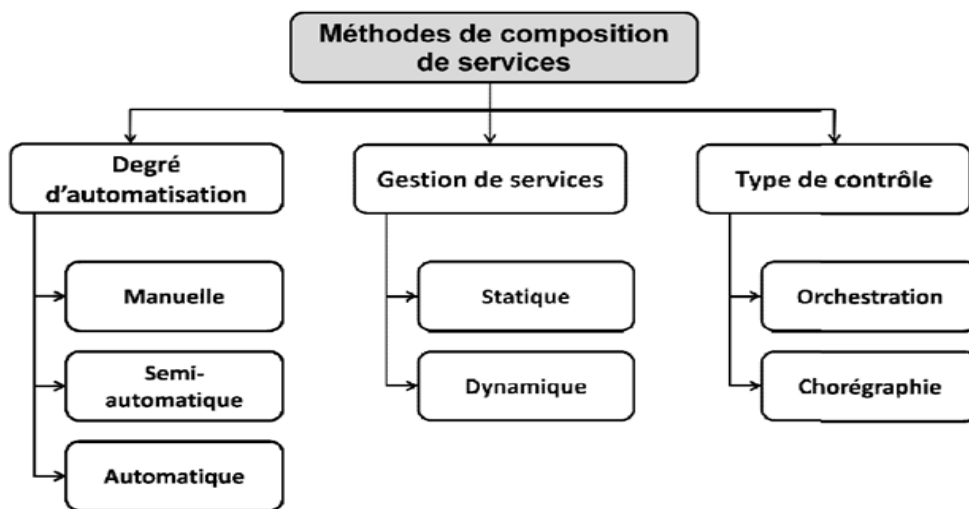 Méthodes de composition
de services
Degré
d'automatisation
Gestion de services
Type de contrôle
Manuelle
Statique
Orchestration
Semi-
automatique
Dynamique
Chorégraphie
Automatique